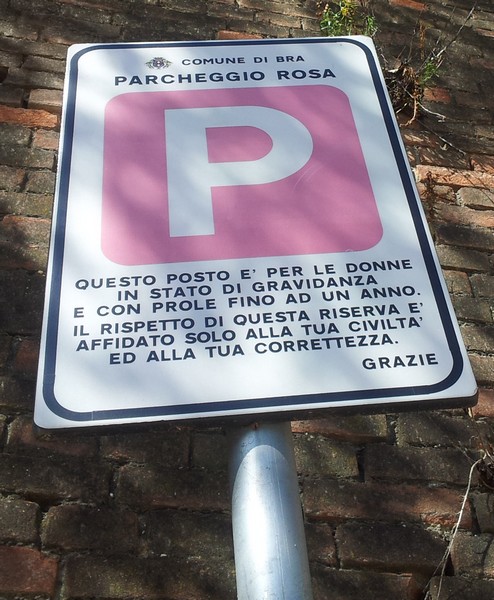 COMUNE DI BRA
PARCHEGGIO ROSA
P
QUESTO POSTO E' PER LE DONNE
IN STATO DI GRAVIDANZA
E CON PROLE FINO AD UN ANNO.
IL RISPETTO DI QUESTA RISERVA E'
AFFIDATO SOLO ALLA TUA CIVILTA'
ED ALLA TUA CORRETTEZZA.
GRAZIE